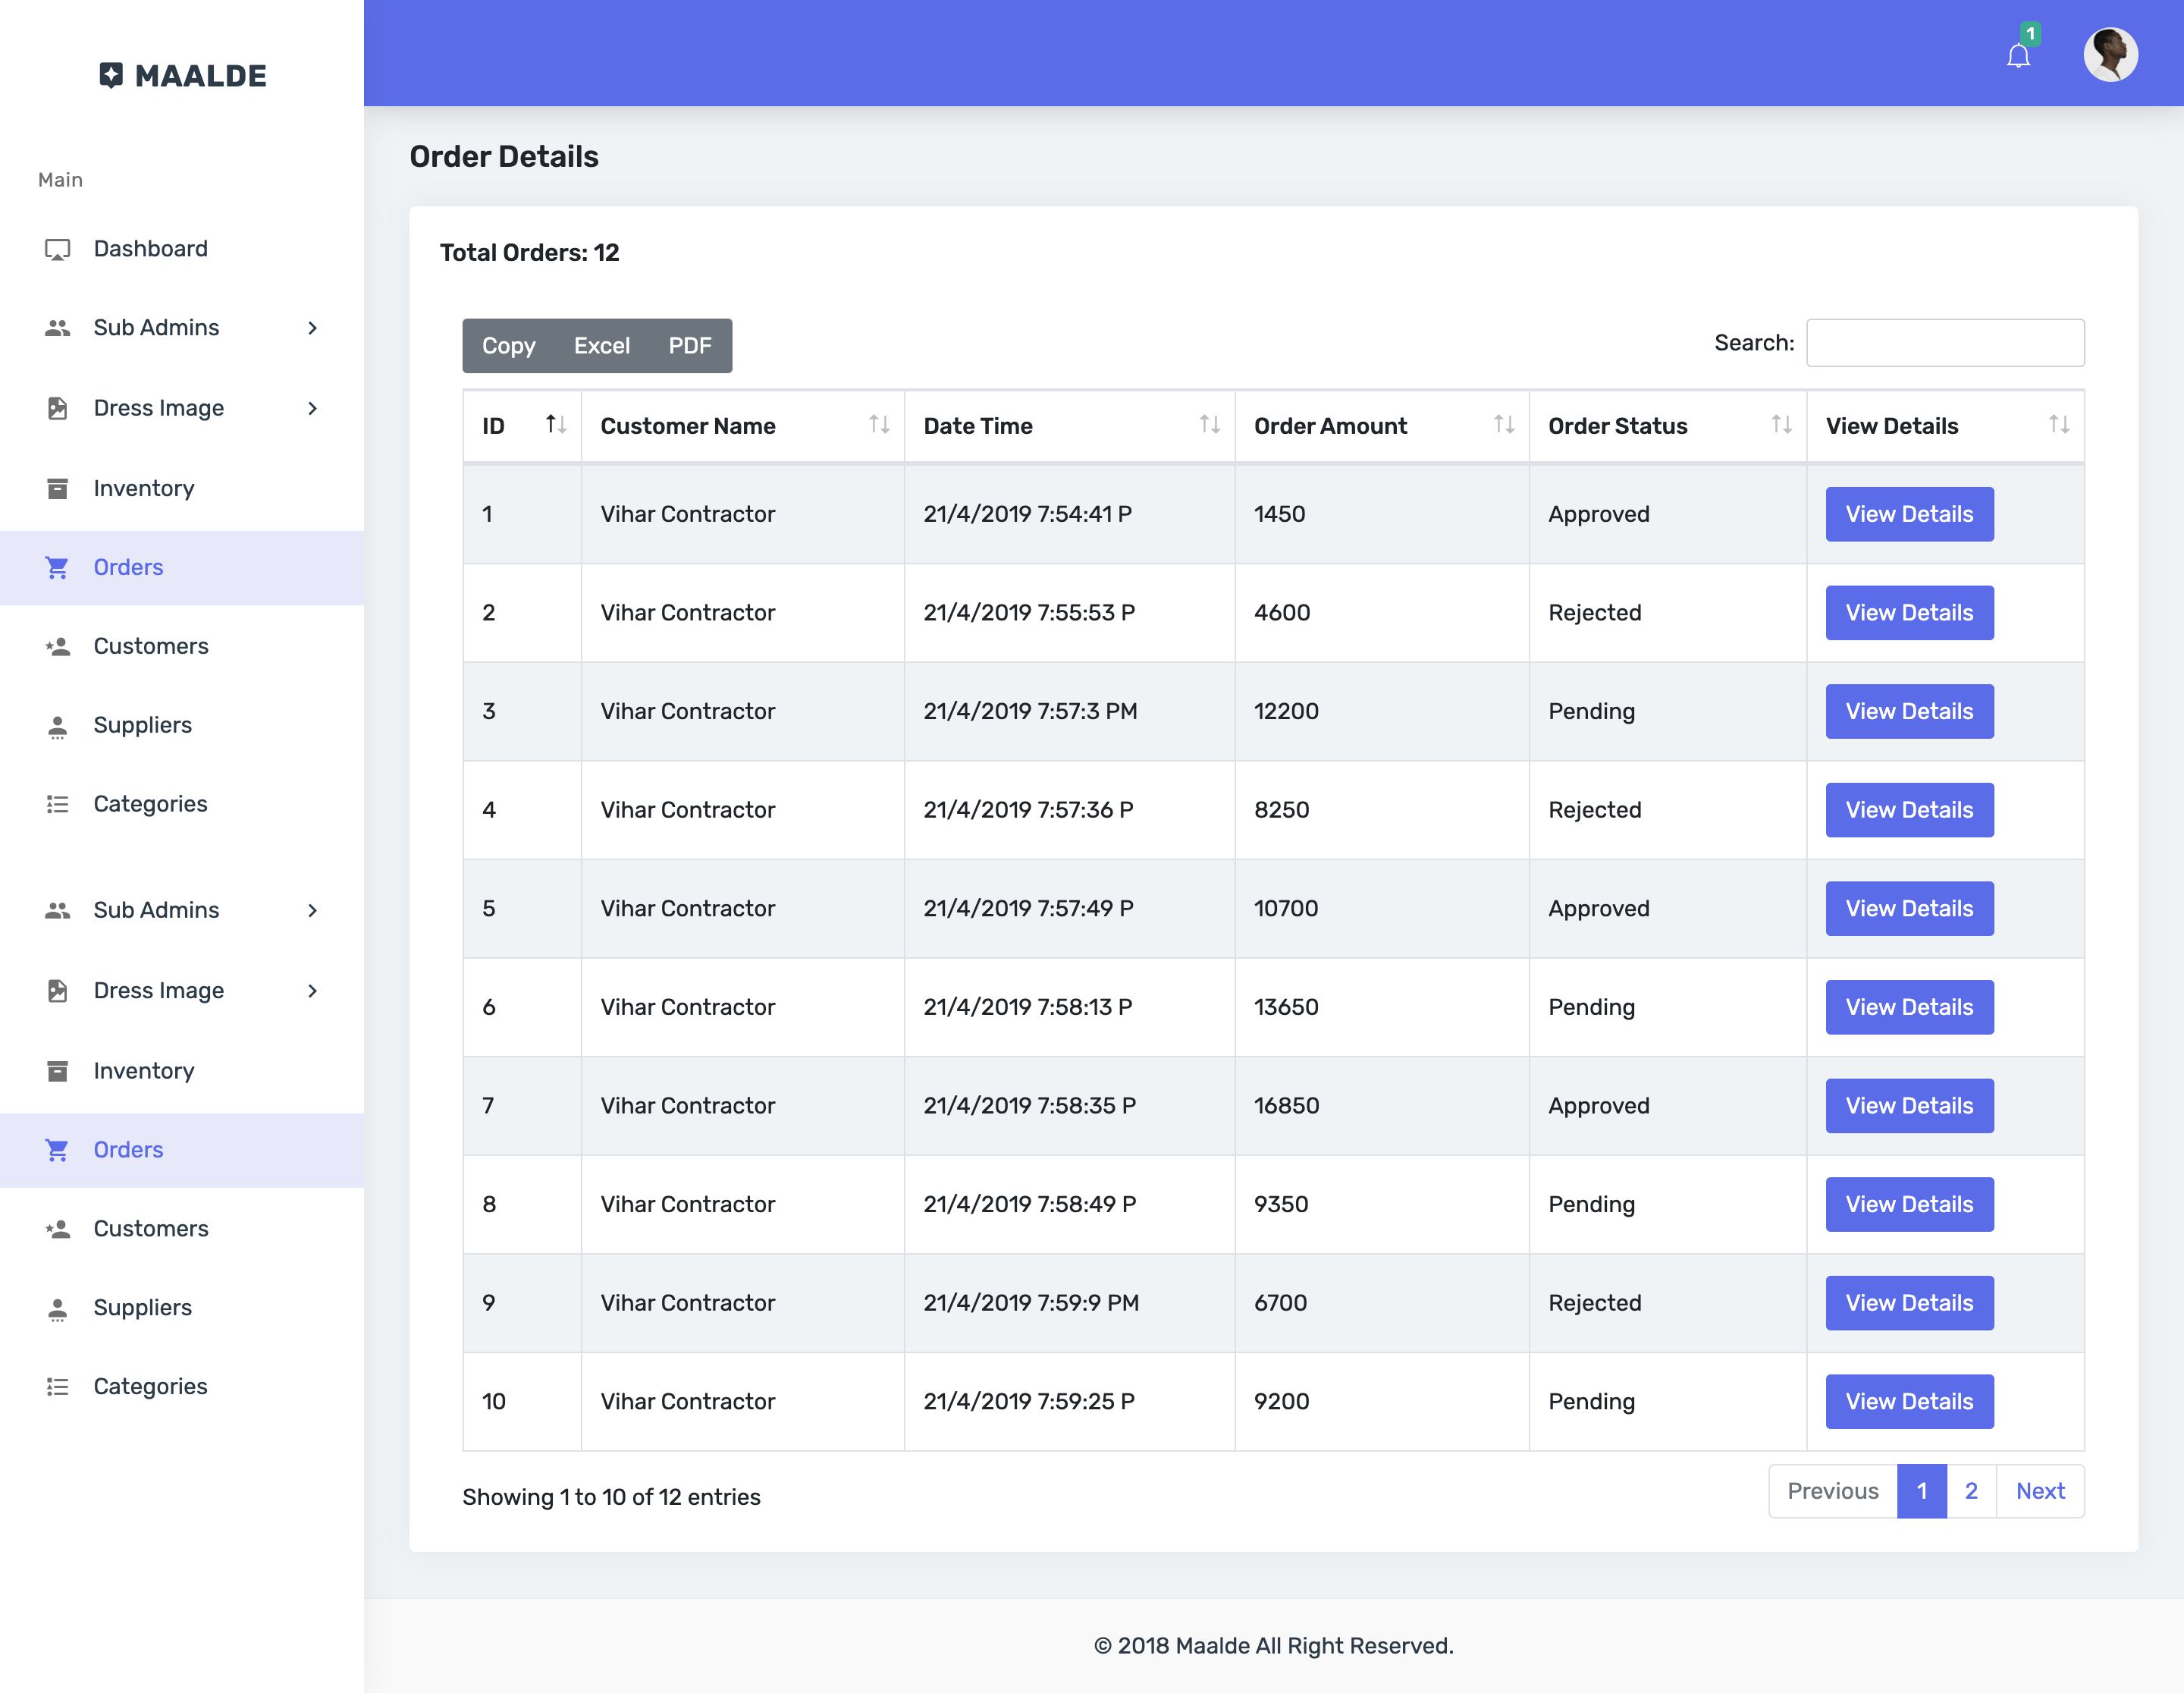 MAALDE
Main
Dashboard
Sub Admins
Dress Image
Inventory
Orders
Customers
Suppliers
Categories
Sub Admins
Dress Image
Inventory
Orders
Customers
Suppliers
Categories
1
Order Details
Total Orders: 12
Copy Excel PDF
Search:
ID Customer Name Date Time Order Amount Order Status View Details
1 Vihar Contractor 21/4/2019 7:54:41 P 1450 Approved View Details
2 Vihar Contractor 21/4/2019 7:55:53 P 4600 Rejected View Details
3 Vihar Contractor 21/4/2019 7:57:3 PM 12200 Pending View Details
4 Vihar Contractor 21/4/2019 7:57:36 P 8250 Rejected View Details
5 Vihar Contractor 21/4/2019 7:57:49 P 10700 Approved View Details
6 Vihar Contractor 21/4/2019 7:58:13 P 13650 Pending View Details
7 Vihar Contractor 21/4/2019 7:58:35 P 16850 Approved View Details
8 Vihar Contractor 21/4/2019 7:58:49 P 9350 Pending View Details
9 Vihar Contractor 21/4/2019 7:59:9 PM 6700 Rejected View Details
10 Vihar Contractor 21/4/2019 7:59:25 P 9200 Pending View Details
Showing 1 to 10 of 12 entries
Previous 1 2 Next
© 2018 Maalde All Right Reserved.